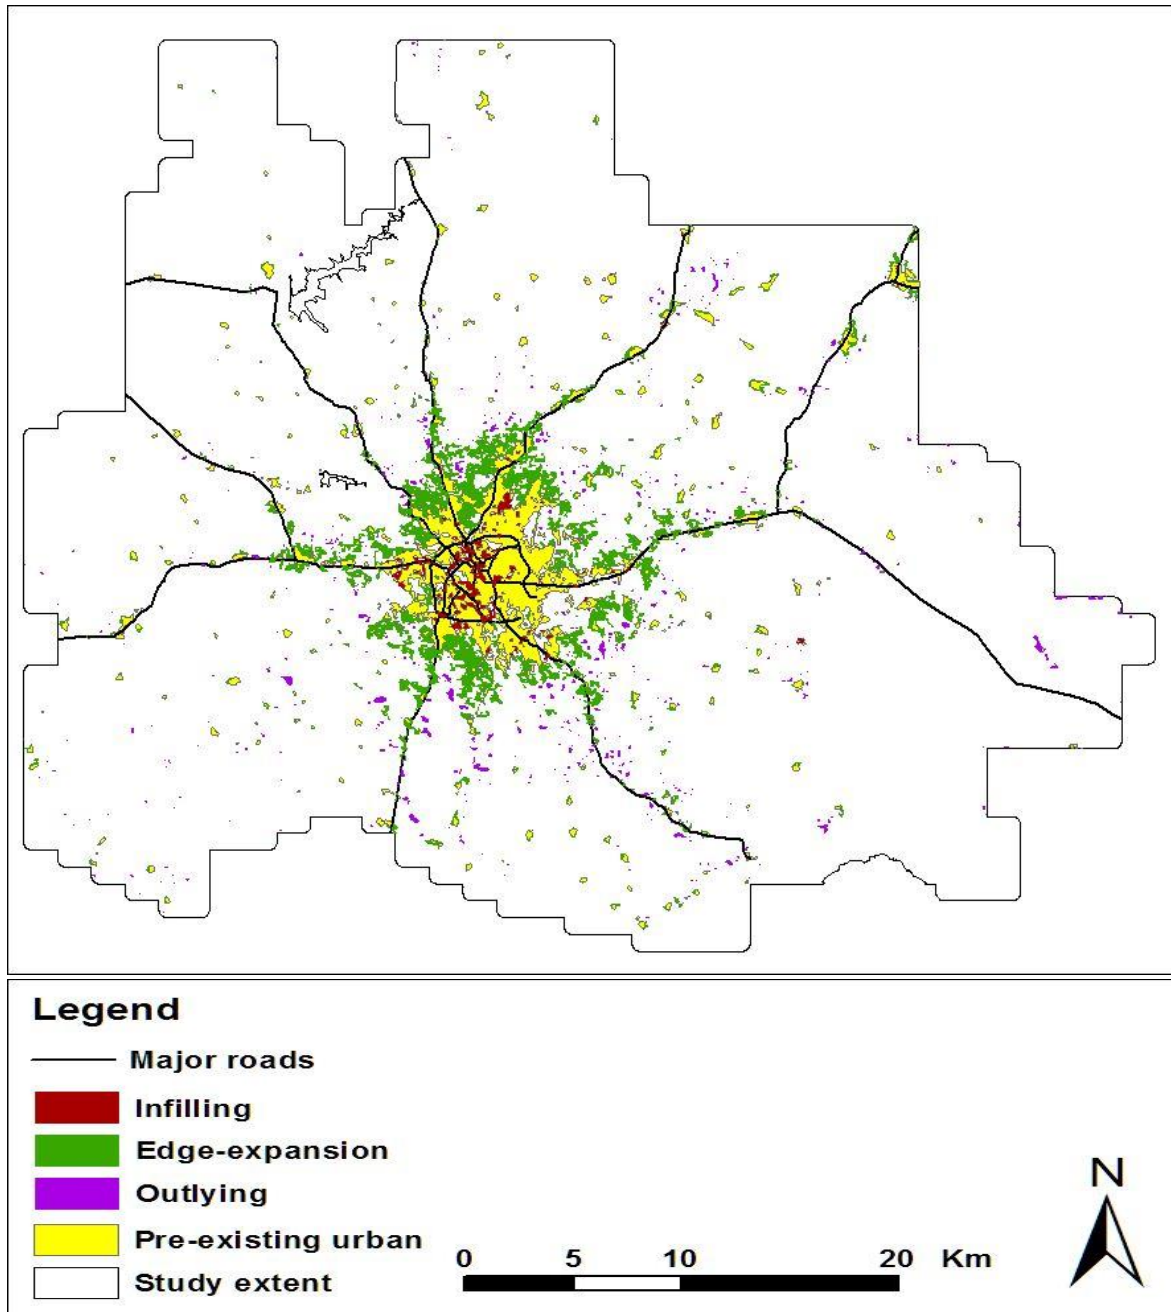 Legend
Major roads
Infilling
Edge-expansion
Outlying
Pre-existing urban
Study extent
0 5 10 20 Km
N